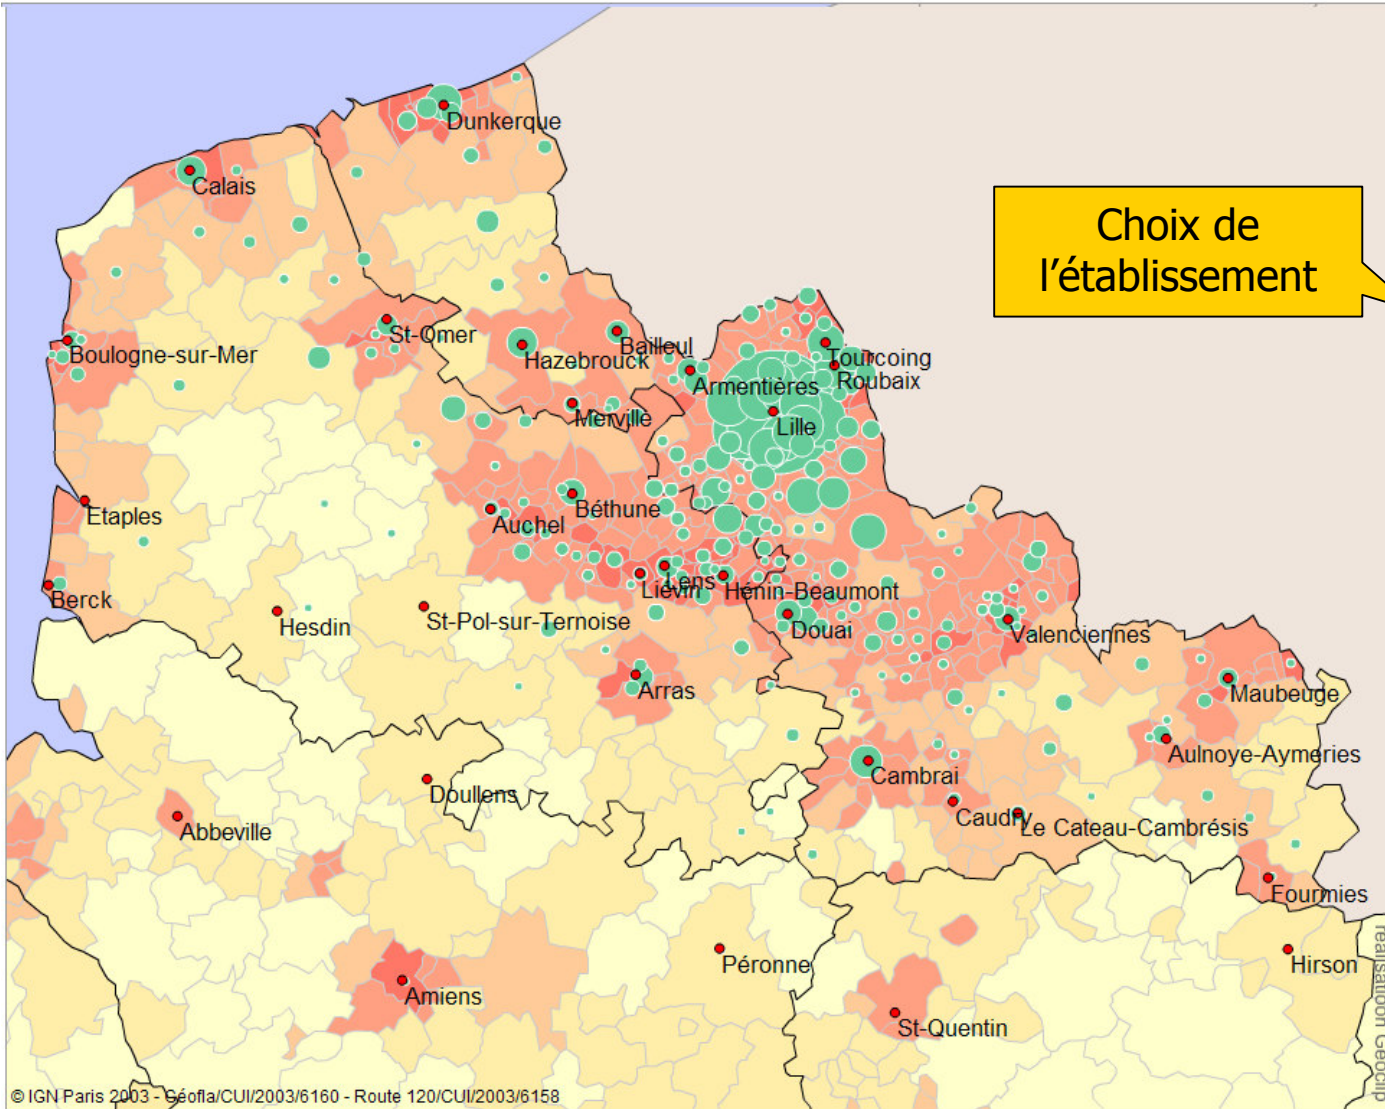 Dunkerque
Calais
Choix de
l'établissement
St-Omer
Boulogne-sur-Mer
Hazebrouck
Bailleul
Tourcoing
Roubaix
Armentières
Lille
Merville
Etaples
Auchel
Béthune
Berck
Hesdin
St-Pol-sur-Ternoise
Liévin
Lens
Hénin-Beaumont
Douai
Valenciennes
Arras
Maubeuge
Aulnoye-Aymeries
Cambrai
Caudry
Le Cateau-Cambrésis
Doullens
Abbeville
Fourmies
Péronne
Hirson
Amiens
St-Quentin
réalisation Géoclip
© IGN Paris 2003 - Géofla/CUI/2003/6160 - Route 120/CUI/2003/6158